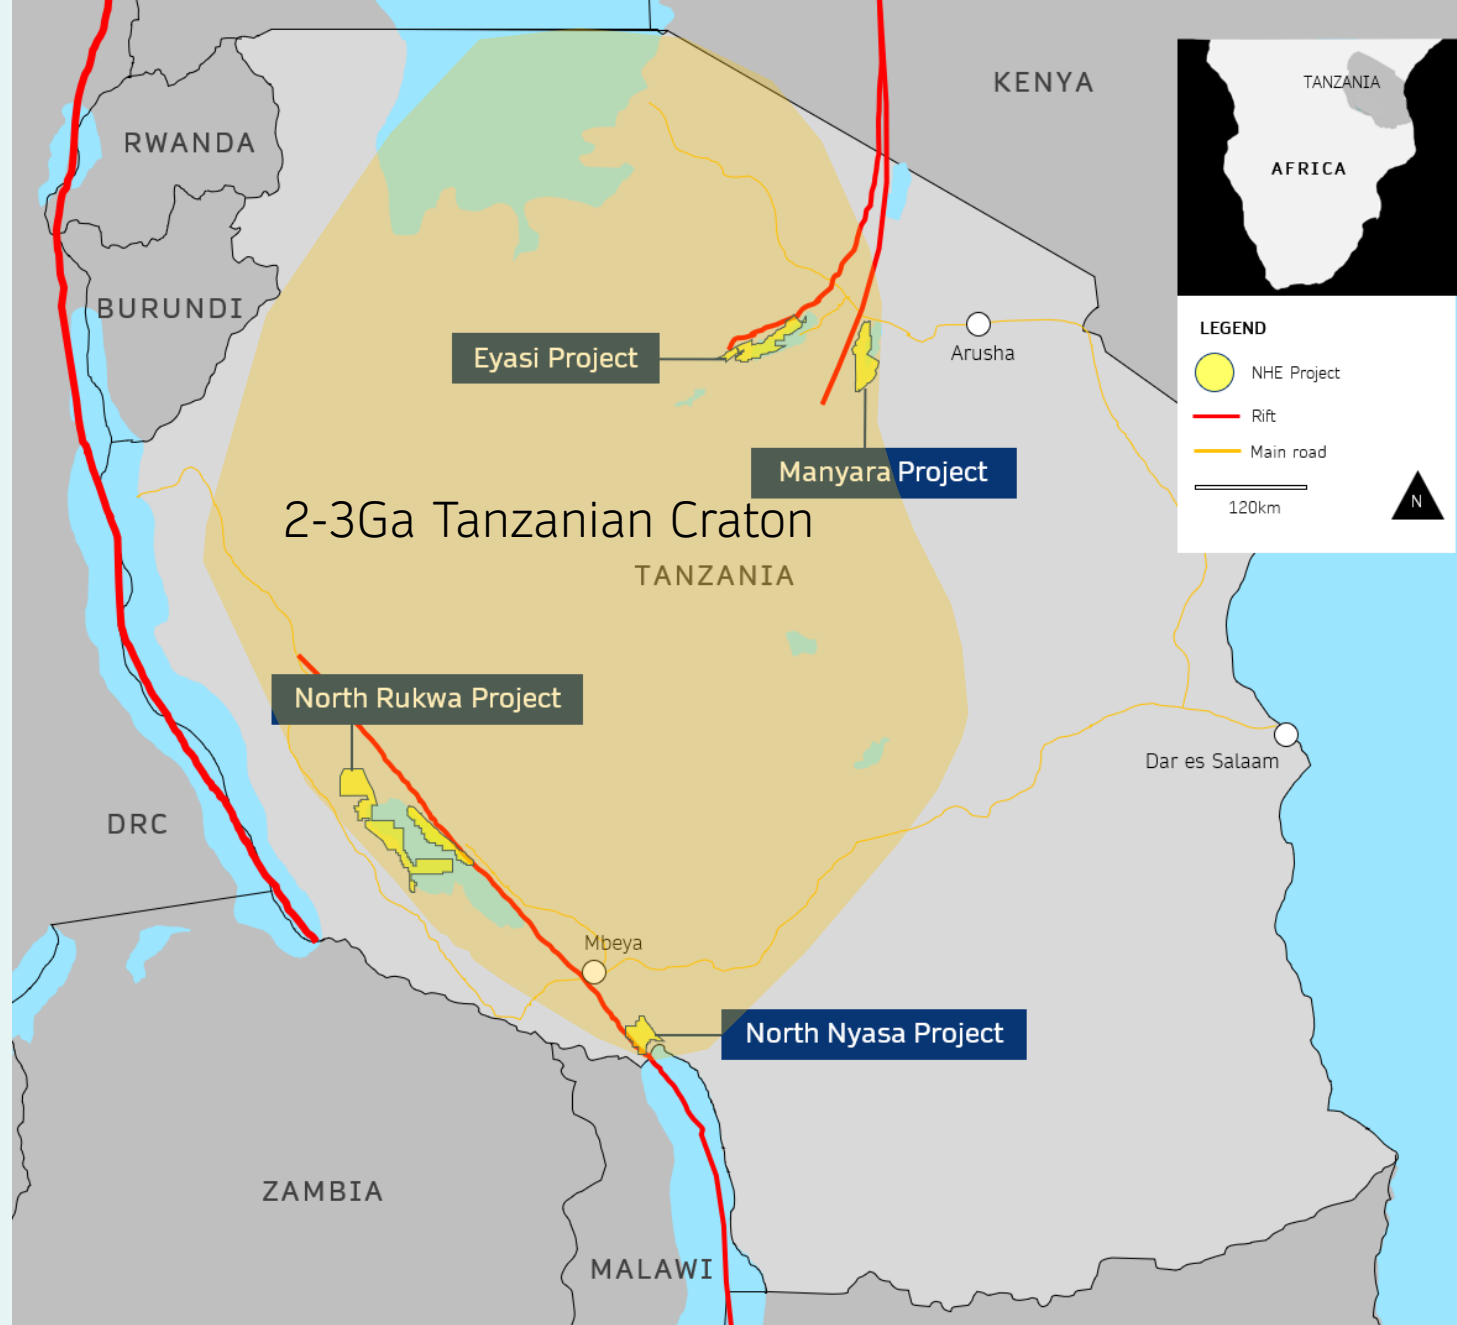 KENYA
TANZANIA
AFRICA
RWANDA
BURUNDI
LEGEND
NHE Project
Rift
Main road
120km
N
Eyasi Project
Arusha
Manyara Project
2-3Ga Tanzanian Craton
TANZANIA
North Rukwa Project
Dar es Salaam
DRC
Mbeya
North Nyasa Project
ZAMBIA
MALAWI